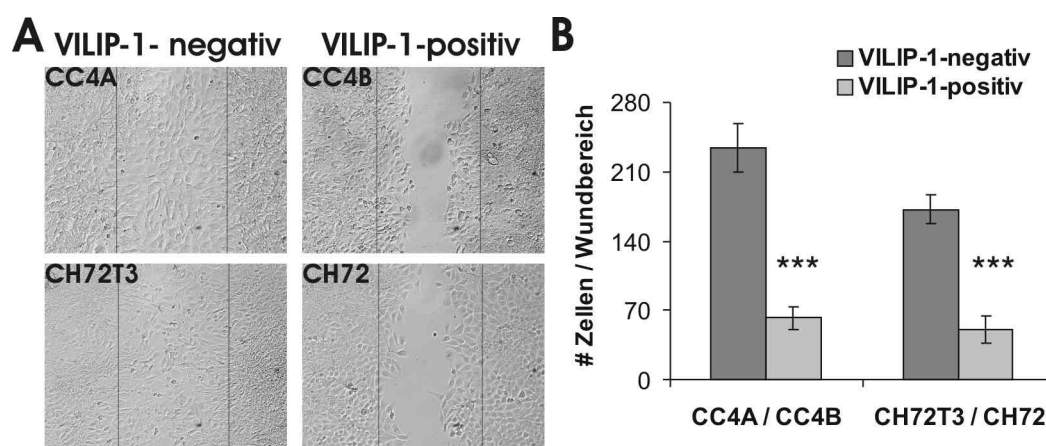 A
VILIP-1- negativ
VILIP-1-positiv
CC4A
CC4B
CH72T3
CH72
B
VILIP-1-negativ
VILIP-1-positiv
# Zellen / Wundbereich
280
210
140
70
0
***
***
CC4A / CC4B
CH72T3 / CH72